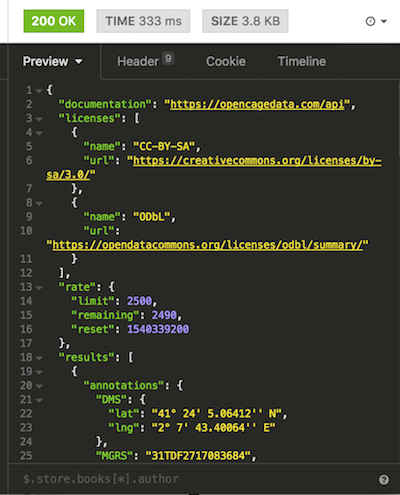 200 OK TIME 333 ms SIZE 3.8 KB
Preview Header 9 Cookie Timeline
1 {
2 "documentation": "https://opencagedata.com/api",
3 "licenses": [
4 {
5 "name": "CC-BY-SA",
6 "url": "https://creativecommons.org/licenses/by-
sa/3.0/"
7 },
8 {
9 "name": "ODbL",
10 "url":
"https://opendatacommons.org/licenses/odbl/summary/"
11 }
12 ],
13 "rate": {
14 "limit": 2500,
15 "remaining": 2490,
16 "reset": 1540339200
17 },
18 "results": [
19 {
20 "annotations": {
21 "DMS": {
22 "lat": "41° 24' 5.06412'' N",
23 "lng": "2° 7' 43.40064'' E"
24 },
25 "MGRS": "31TDF2717083684",
$.store.books[*].author